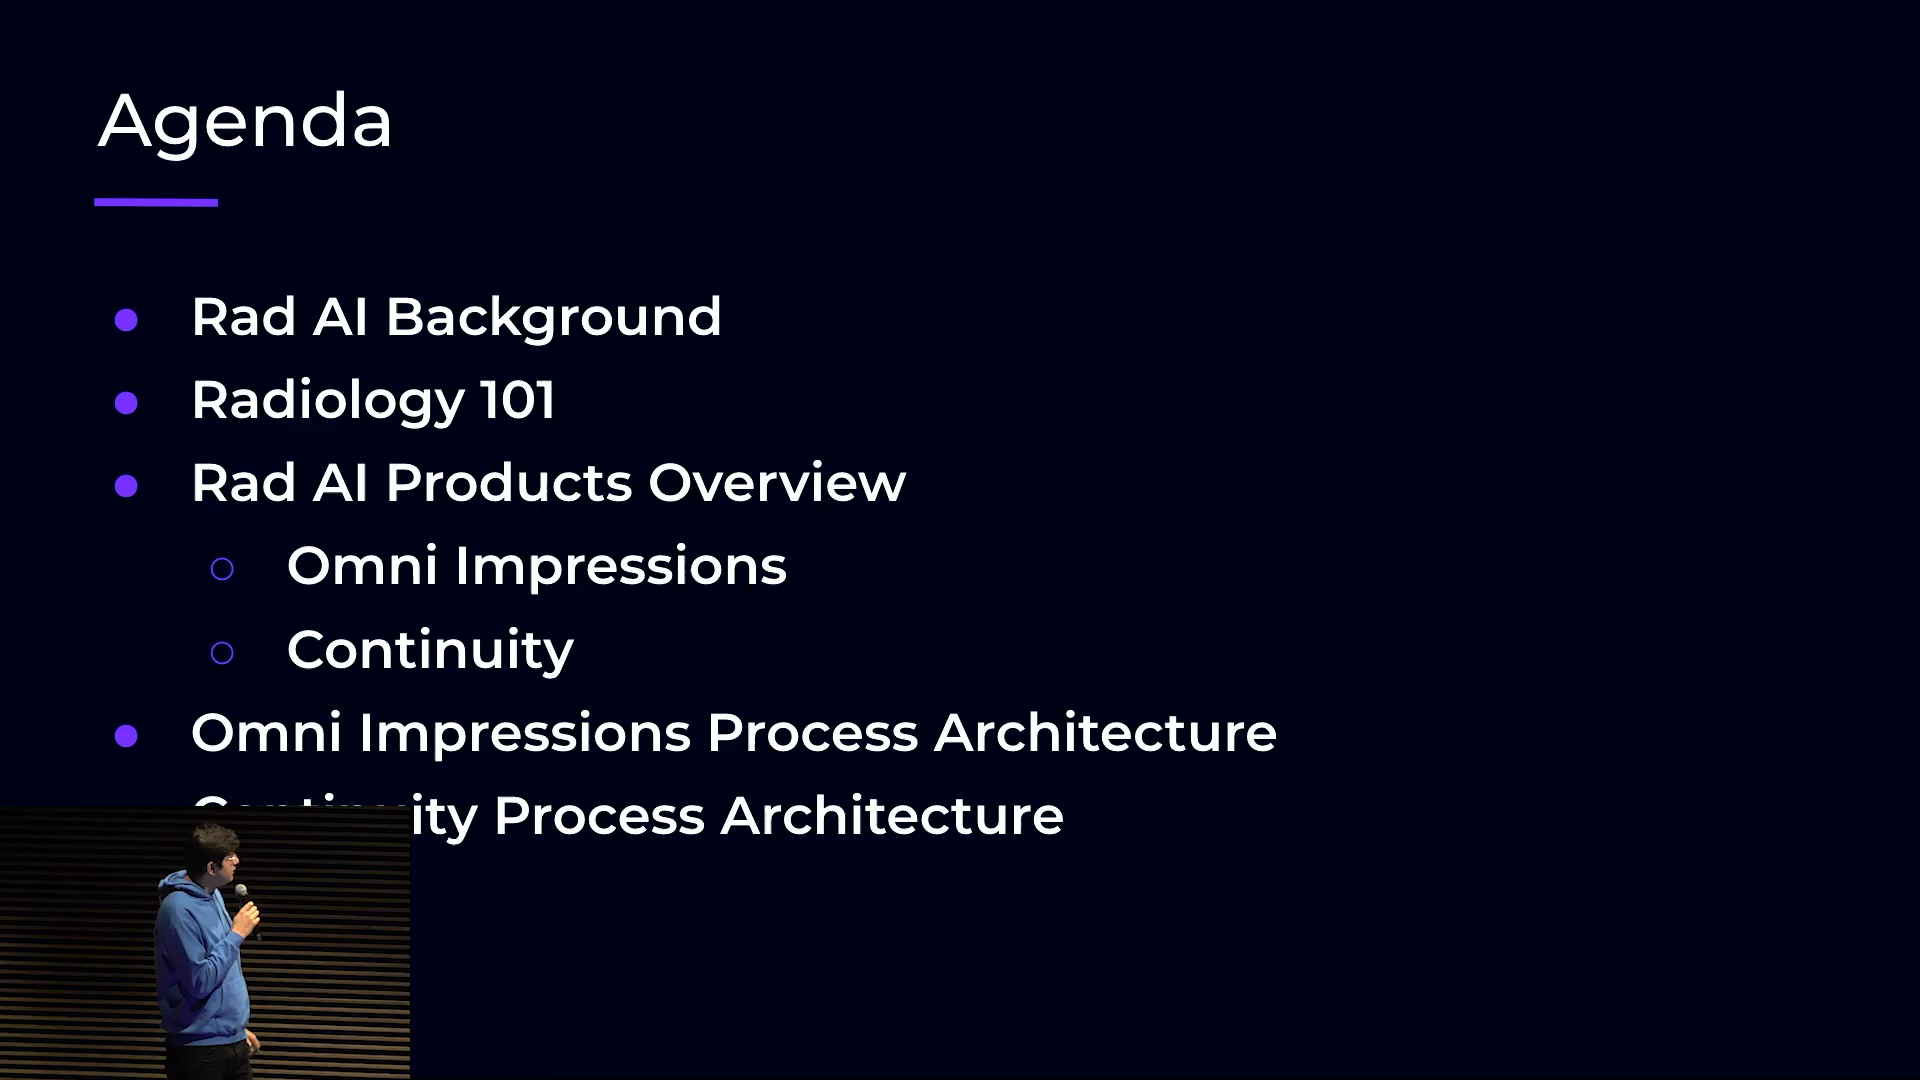 Agenda
Rad AI Background
Radiology 101
Rad AI Products Overview
Omni Impressions
Continuity
Omni Impressions Process Architecture
Continuity Process Architecture